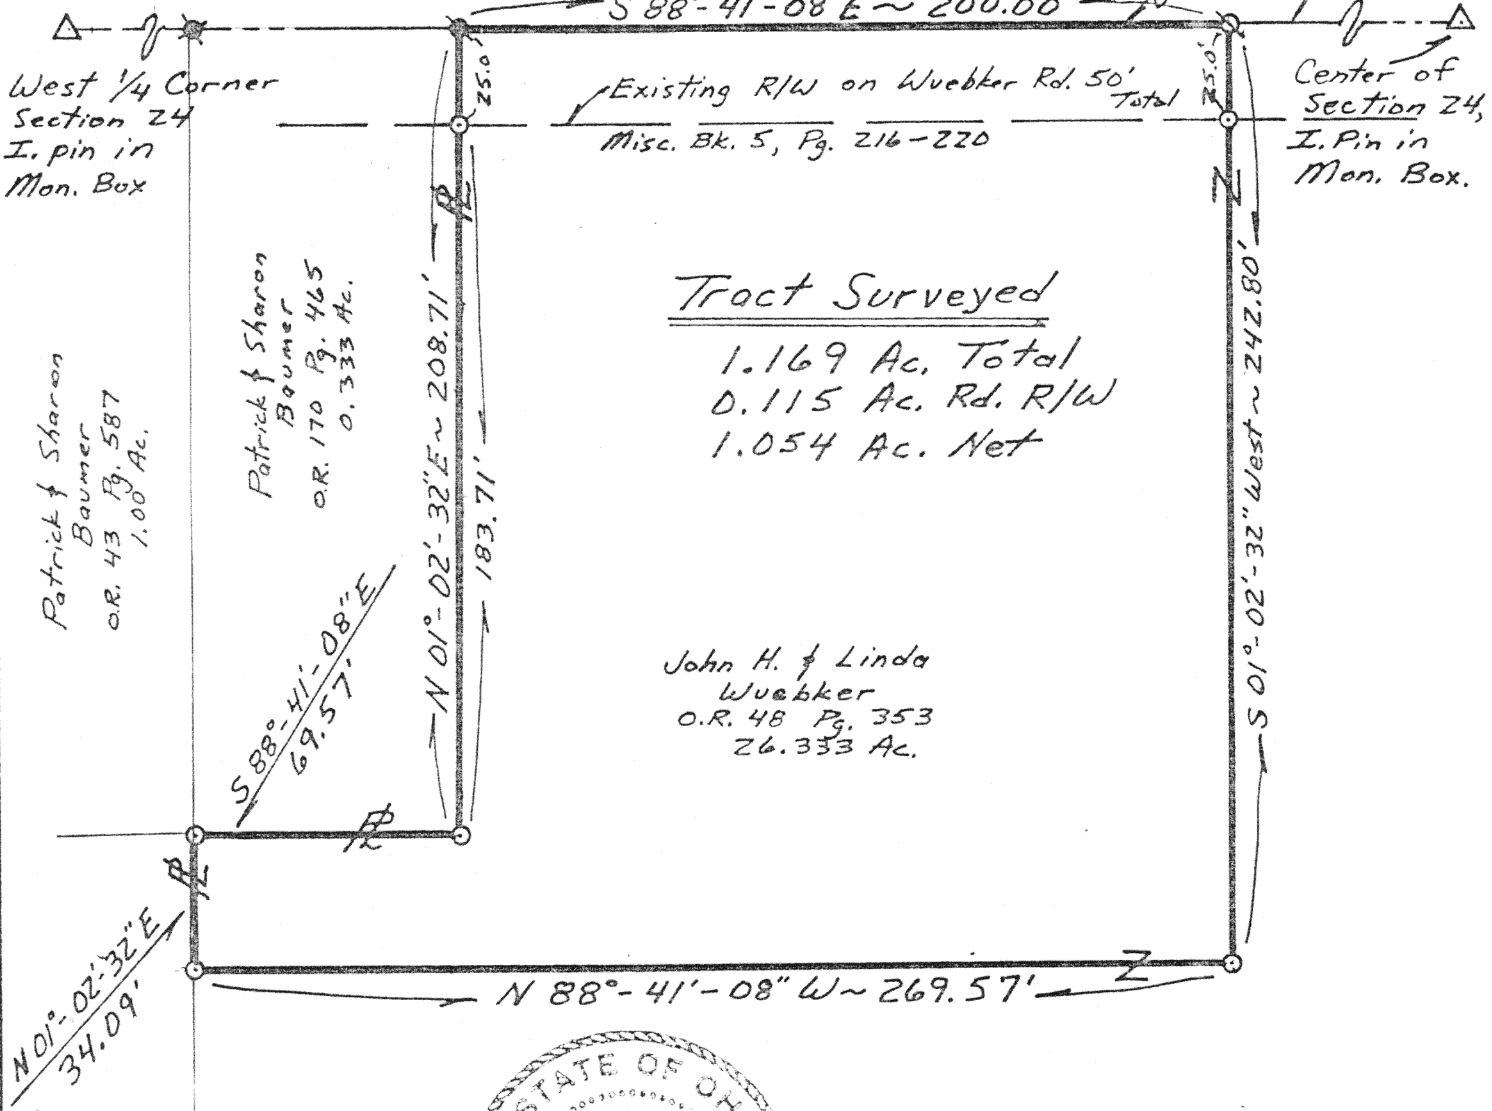 S 88°-41'-08" E ~ 200.00'
West 1/4 Corner
Section 24
I. pin in
Mon. Box
25.0'
Existing R/W on Wuebker Rd. 50'
Total
Misc. Bk. 5, Pg. 216-220
25.0'
Center of
Section 24,
I. Pin in
Mon. Box.
Patrick & Sharon
Baumer
O.R. 43 Pg. 587
1.00 Ac.
Patrick & Sharon
Baumer
O.R. 170 Pg. 465
0.333 Ac.
N 01°-02'-32" E ~ 208.71'
183.71'
PL
Tract Surveyed
1.169 Ac. Total
0.115 Ac. Rd. R/W
1.054 Ac. Net
S 01°-02'-32" West ~ 242.80'
S 88°-41'-08" E
69.57'
John H. & Linda
Wuebker
O.R. 48 Pg. 353
26.333 Ac.
PL
PL
N 01°-02'-32" E
34.09'
N 88°-41'-08" W ~ 269.57'
STATE OF OH